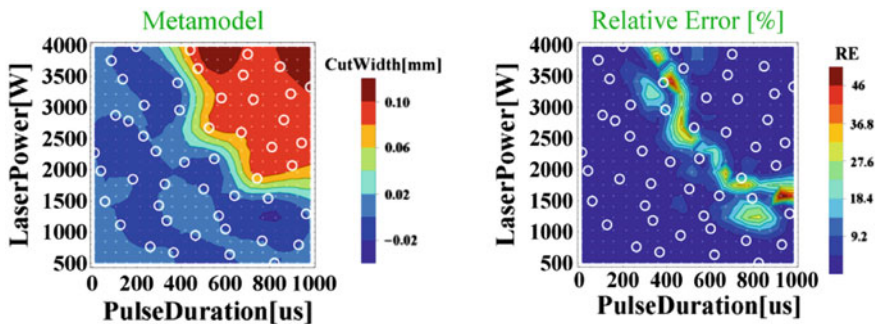 Metamodel
CutWidth[mm]
LaserPower[W]
4000
3500
3000
2500
2000
1500
1000
500
0 200 400 600 800 1000
PulseDuration[us]
0.10
0.06
0.02
−0.02
Relative Error [%]
RE
LaserPower[W]
4000
3500
3000
2500
2000
1500
1000
500
0 200 400 600 800 1000
PulseDuration[us]
46
36.8
27.6
18.4
9.2